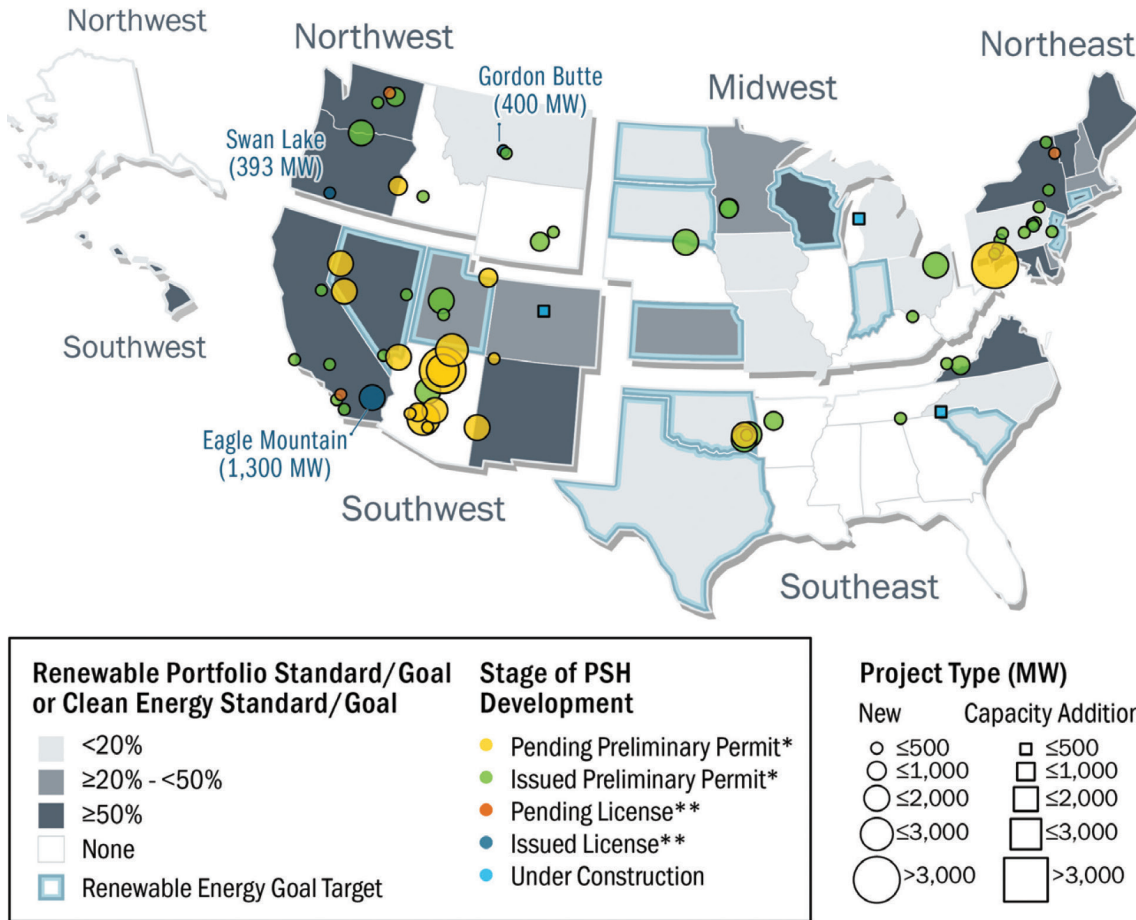 Northwest
Northwest
Northeast
Gordon Butte
(400 MW)
Midwest
Swan Lake
(393 MW)
Southwest
Eagle Mountain
(1,300 MW)
Southwest
Southeast
Renewable Portfolio Standard/Goal
or Clean Energy Standard/Goal
<20%
≥20% - <50%
≥50%
None
Renewable Energy Goal Target
Stage of PSH
Development
Pending Preliminary Permit*
Issued Preliminary Permit*
Pending License**
Issued License**
Under Construction
Project Type (MW)
New
Capacity Addition
≤500
≤1,000
≤2,000
≤3,000
>3,000
≤500
≤1,000
≤2,000
≤3,000
>3,000